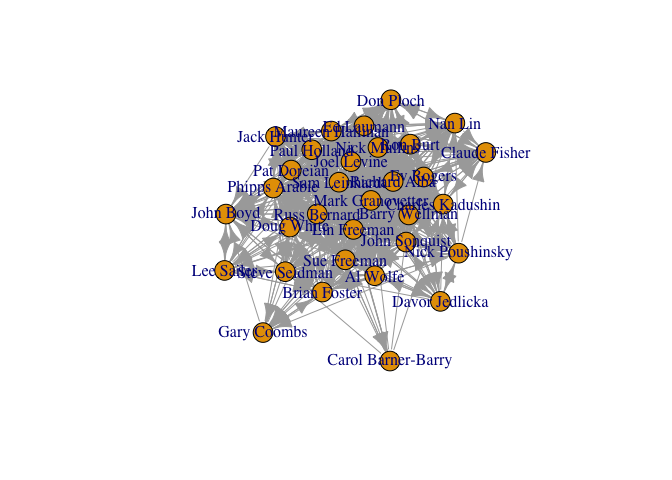 Don Ploch
Nan Lin
Ed Laumann
Maureen Hallinan
Jack Hunter
Ron Burt
Nick Mullins
Paul Holland
Claude Fisher
Joel Levine
Pat Doreian
Ev Rogers
Richard Alba
Sam Leinhardt
Phipps Arabie
Mark Granovetter
Charles Kadushin
John Boyd
Russ Bernard
Barry Wellman
Doug White
Lin Freeman
John Sonquist
Nick Poushinsky
Sue Freeman
Lee Sailer
Steve Seidman
Al Wolfe
Brian Foster
Davor Jedlicka
Gary Coombs
Carol Barner-Barry